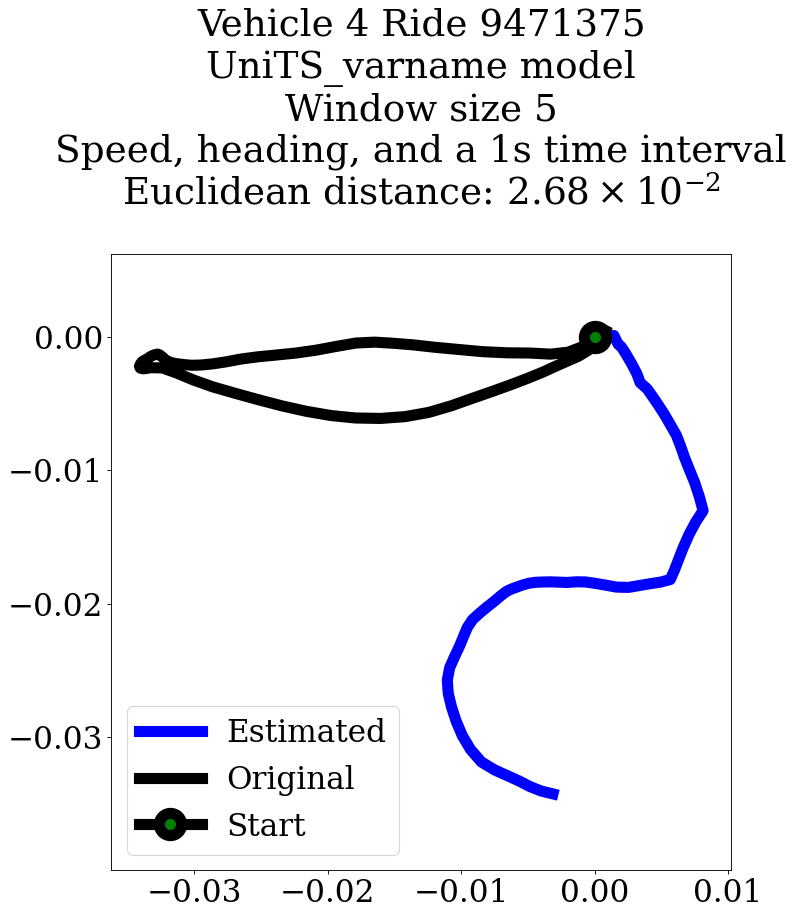 Vehicle 4 Ride 9471375
UniTS_varname model
Window size 5
Speed, heading, and a 1s time interval
Euclidean distance: 2.68 × 10⁻²
0.00
−0.01
−0.02
−0.03
Estimated
Original
Start
−0.03 −0.02 −0.01 0.00 0.01